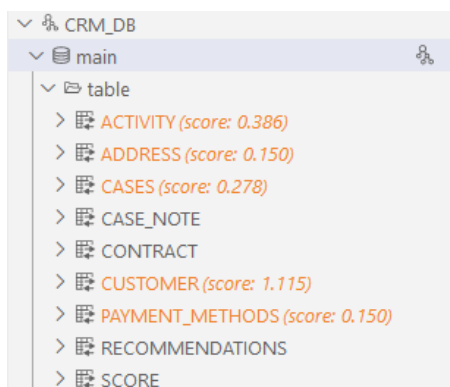 CRM_DB
main
table
ACTIVITY (score: 0.386)
ADDRESS (score: 0.150)
CASES (score: 0.278)
CASE_NOTE
CONTRACT
CUSTOMER (score: 1.115)
PAYMENT_METHODS (score: 0.150)
RECOMMENDATIONS
SCORE